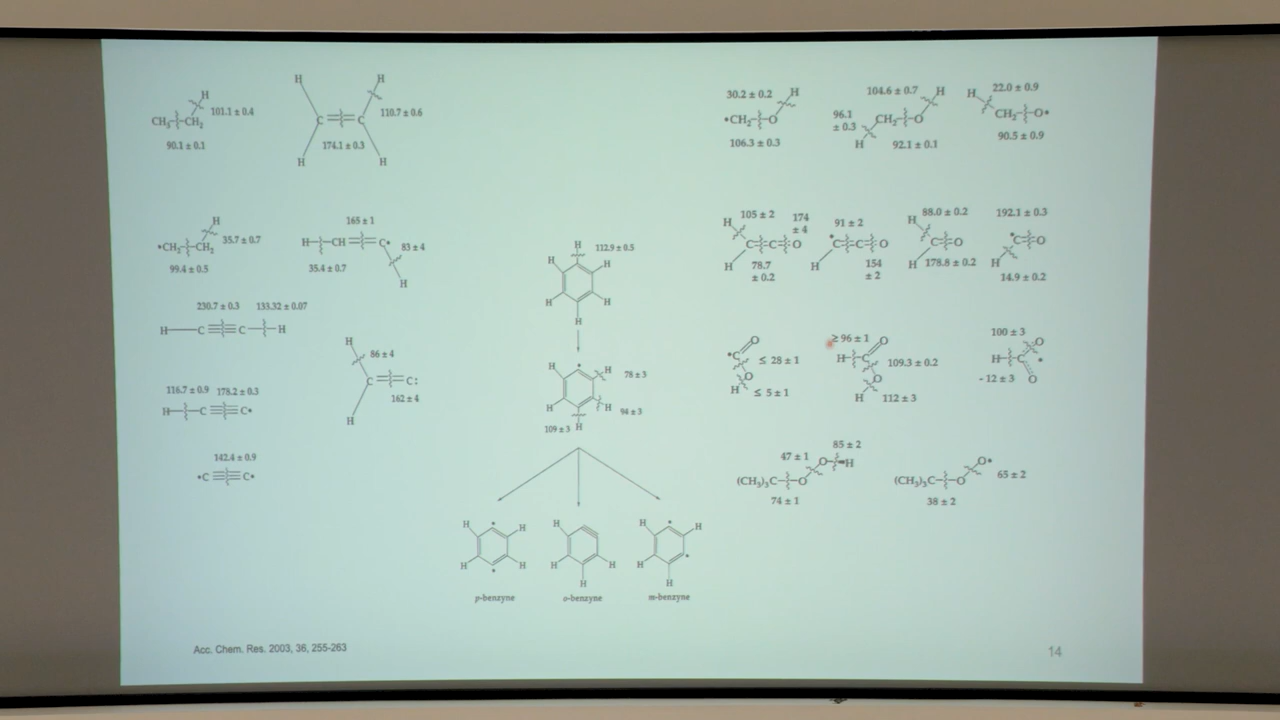 H
101.1 ± 0.4
CH₃ CH₂
90.1 ± 0.1
H H
110.7 ± 0.6
C C
174.1 ± 0.3
H H
30.2 ± 0.2 H
•CH₂ O
106.3 ± 0.3
104.6 ± 0.7 H
96.1
± 0.3
CH₂ O
H 92.1 ± 0.1
H 22.0 ± 0.9
CH₂ O•
90.5 ± 0.9
H
35.7 ± 0.7
•CH₂ CH₂
99.4 ± 0.5
165 ± 1
H CH C•
83 ± 4
35.4 ± 0.7
H
230.7 ± 0.3 133.32 ± 0.07
H C C H
H
86 ± 4
C C:
162 ± 4
H
116.7 ± 0.9 178.2 ± 0.3
H C C•
142.4 ± 0.9
•C C•
H 112.9 ± 0.5
H H
H H
H
•
H 78 ± 3
H
H H 94 ± 3
109 ± 3 H
H • H
H • H
p-benzyne
H
H H
H
o-benzyne
H • H
H •
H
m-benzyne
H 105 ± 2 174
± 4
C C O
H 78.7
± 0.2
91 ± 2
•C C O
H 154
± 2
88.0 ± 0.2
H
C O
H 178.8 ± 0.2
192.1 ± 0.3
•C O
H
14.9 ± 0.2
O
•C
≤ 28 ± 1
O
H ≤ 5 ± 1
≥ 96 ± 1 O
H C 109.3 ± 0.2
O
H 112 ± 3
100 ± 3
O
H C •
- 12 ± 3 O
85 ± 2
47 ± 1 O H
(CH₃)₃C O
74 ± 1
O•
65 ± 2
(CH₃)₃C O
38 ± 2
Acc. Chem. Res. 2003, 36, 255-263
14